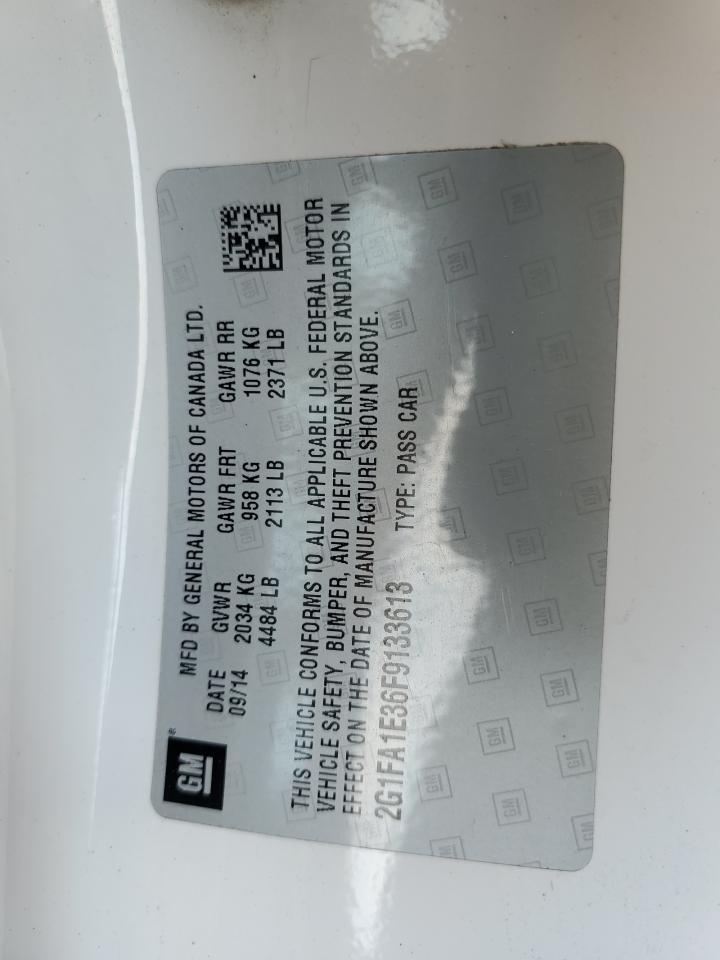 GM®
MFD BY GENERAL MOTORS OF CANADA LTD.
DATE GVWR GAWR FRT GAWR RR
09/14 2034 KG 958 KG 1076 KG
4484 LB 2113 LB 2371 LB
THIS VEHICLE CONFORMS TO ALL APPLICABLE U.S. FEDERAL MOTOR
VEHICLE SAFETY, BUMPER, AND THEFT PREVENTION STANDARDS IN
EFFECT ON THE DATE OF MANUFACTURE SHOWN ABOVE.
2G1FA1E36F9133613 TYPE: PASS CAR